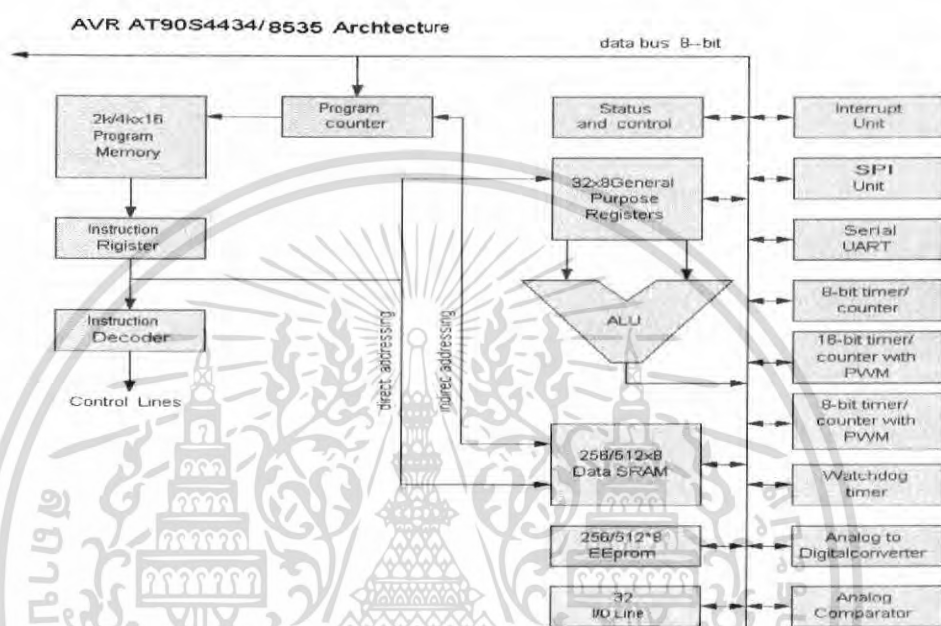 AVR AT90S4434/8535 Archtecture
data bus 8--bit
2k/4kx16
Program
Memory
Program
counter
Status
and control
Interrupt
Unit
32x8General
Purpose
Registers
SPI
Unit
Instruction
Rigister
Serial
UART
ALU
8-bit timer/
counter
Instruction
Decoder
direct addressing
indirec addressing
16-bit timer/
counter with
PWM
Control Lines
8-bit timer/
counter with
PWM
256/512x8
Data SRAM
Watchdog
timer
256/512*8
EEprom
Analog to
Digitalconverter
32
I/O Line
Analog
Comparator